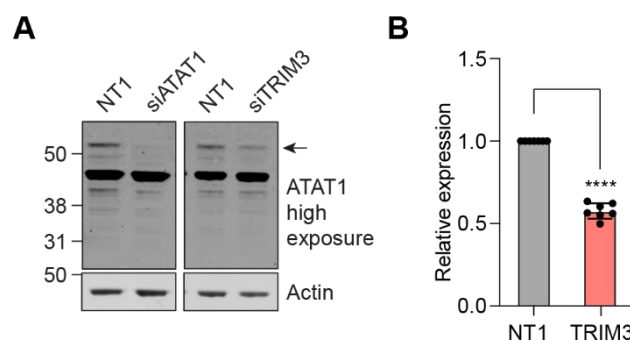 A
NT1
siATAT1
NT1
siTRIM3
50
38
31
50
ATAT1
high
exposure
Actin
B
Relative expression
1.5
1.0
0.5
0.0
****
NT1
TRIM3